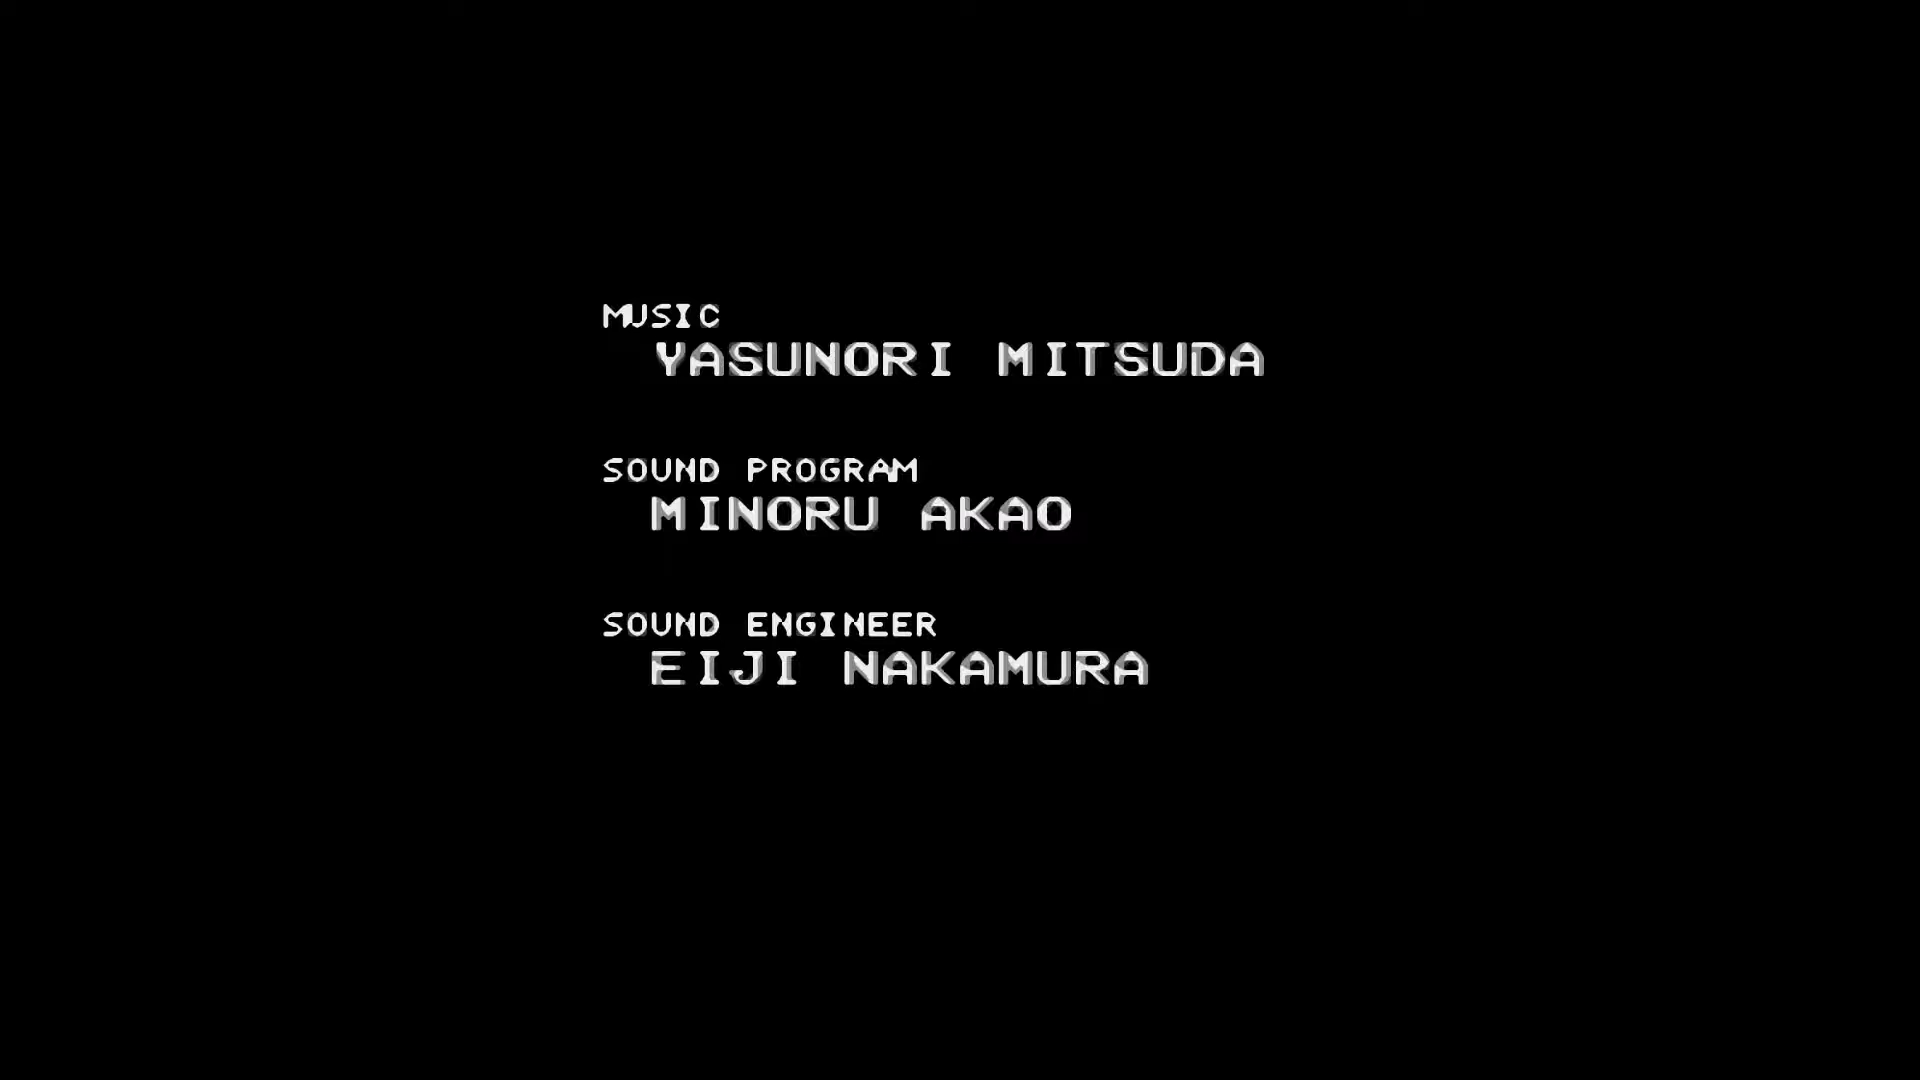 MUSIC
YASUNORI MITSUDA
SOUND PROGRAM
MINORU AKAO
SOUND ENGINEER
EIJI NAKAMURA